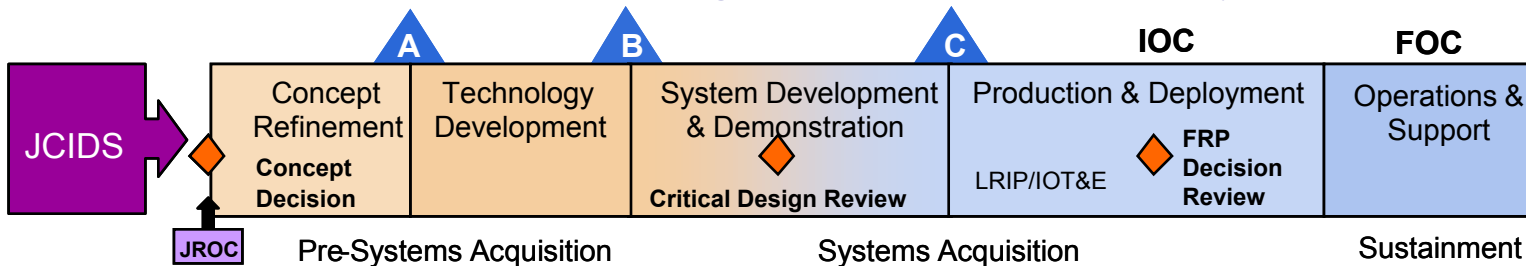 A
B
C
IOC
FOC
JCIDS
Concept
Refinement
Concept
Decision
Technology
Development
System Development
& Demonstration
Critical Design Review
Production & Deployment
LRIP/IOT&E
FRP
Decision
Review
Operations &
Support
JROC
Pre-Systems Acquisition
Systems Acquisition
Sustainment